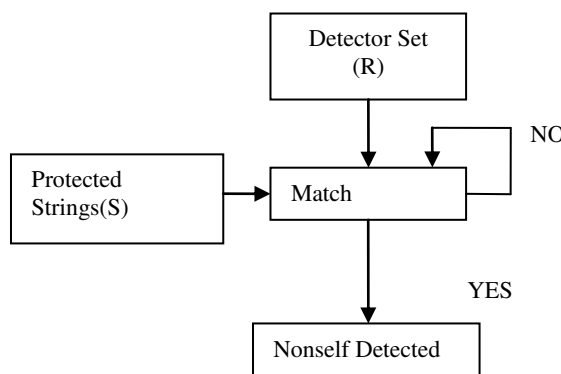 Detector Set
(R)
NO
Protected
Strings(S)
Match
YES
Nonself Detected